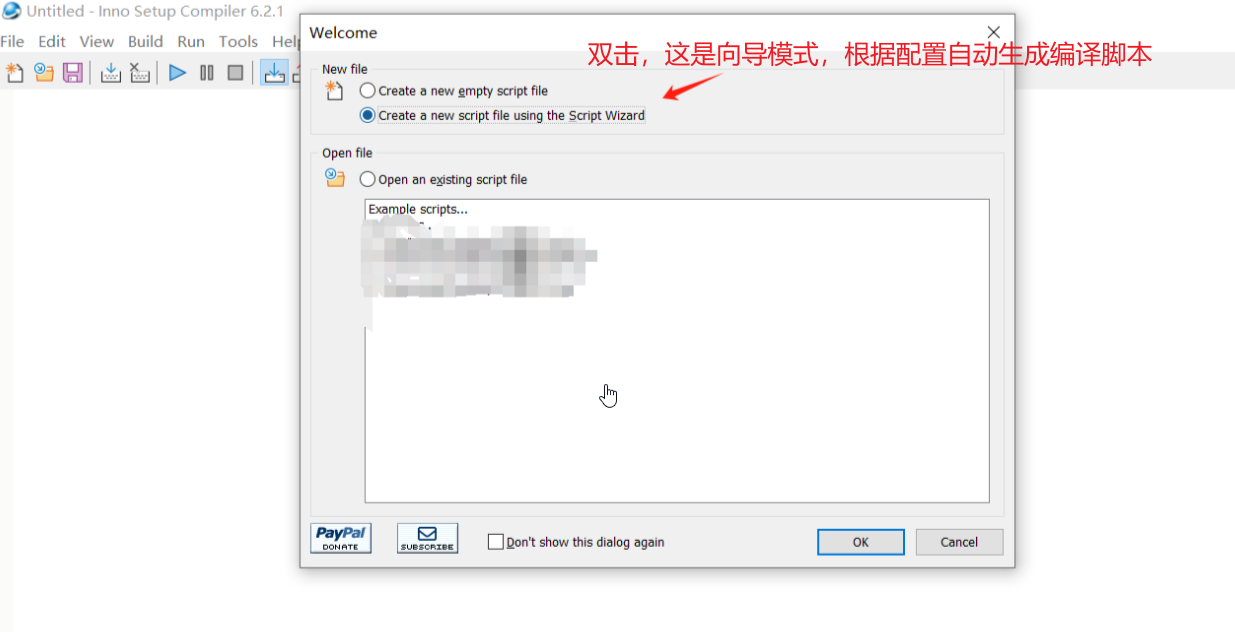 Untitled - Inno Setup Compiler 6.2.1
File Edit View Build Run Tools Help
Welcome
双击，这是向导模式，根据配置自动生成编译脚本
New file
Create a new empty script file
Create a new script file using the Script Wizard
Open file
Open an existing script file
Example scripts...
PayPal
DONATE
SUBSCRIBE
Don't show this dialog again
OK
Cancel